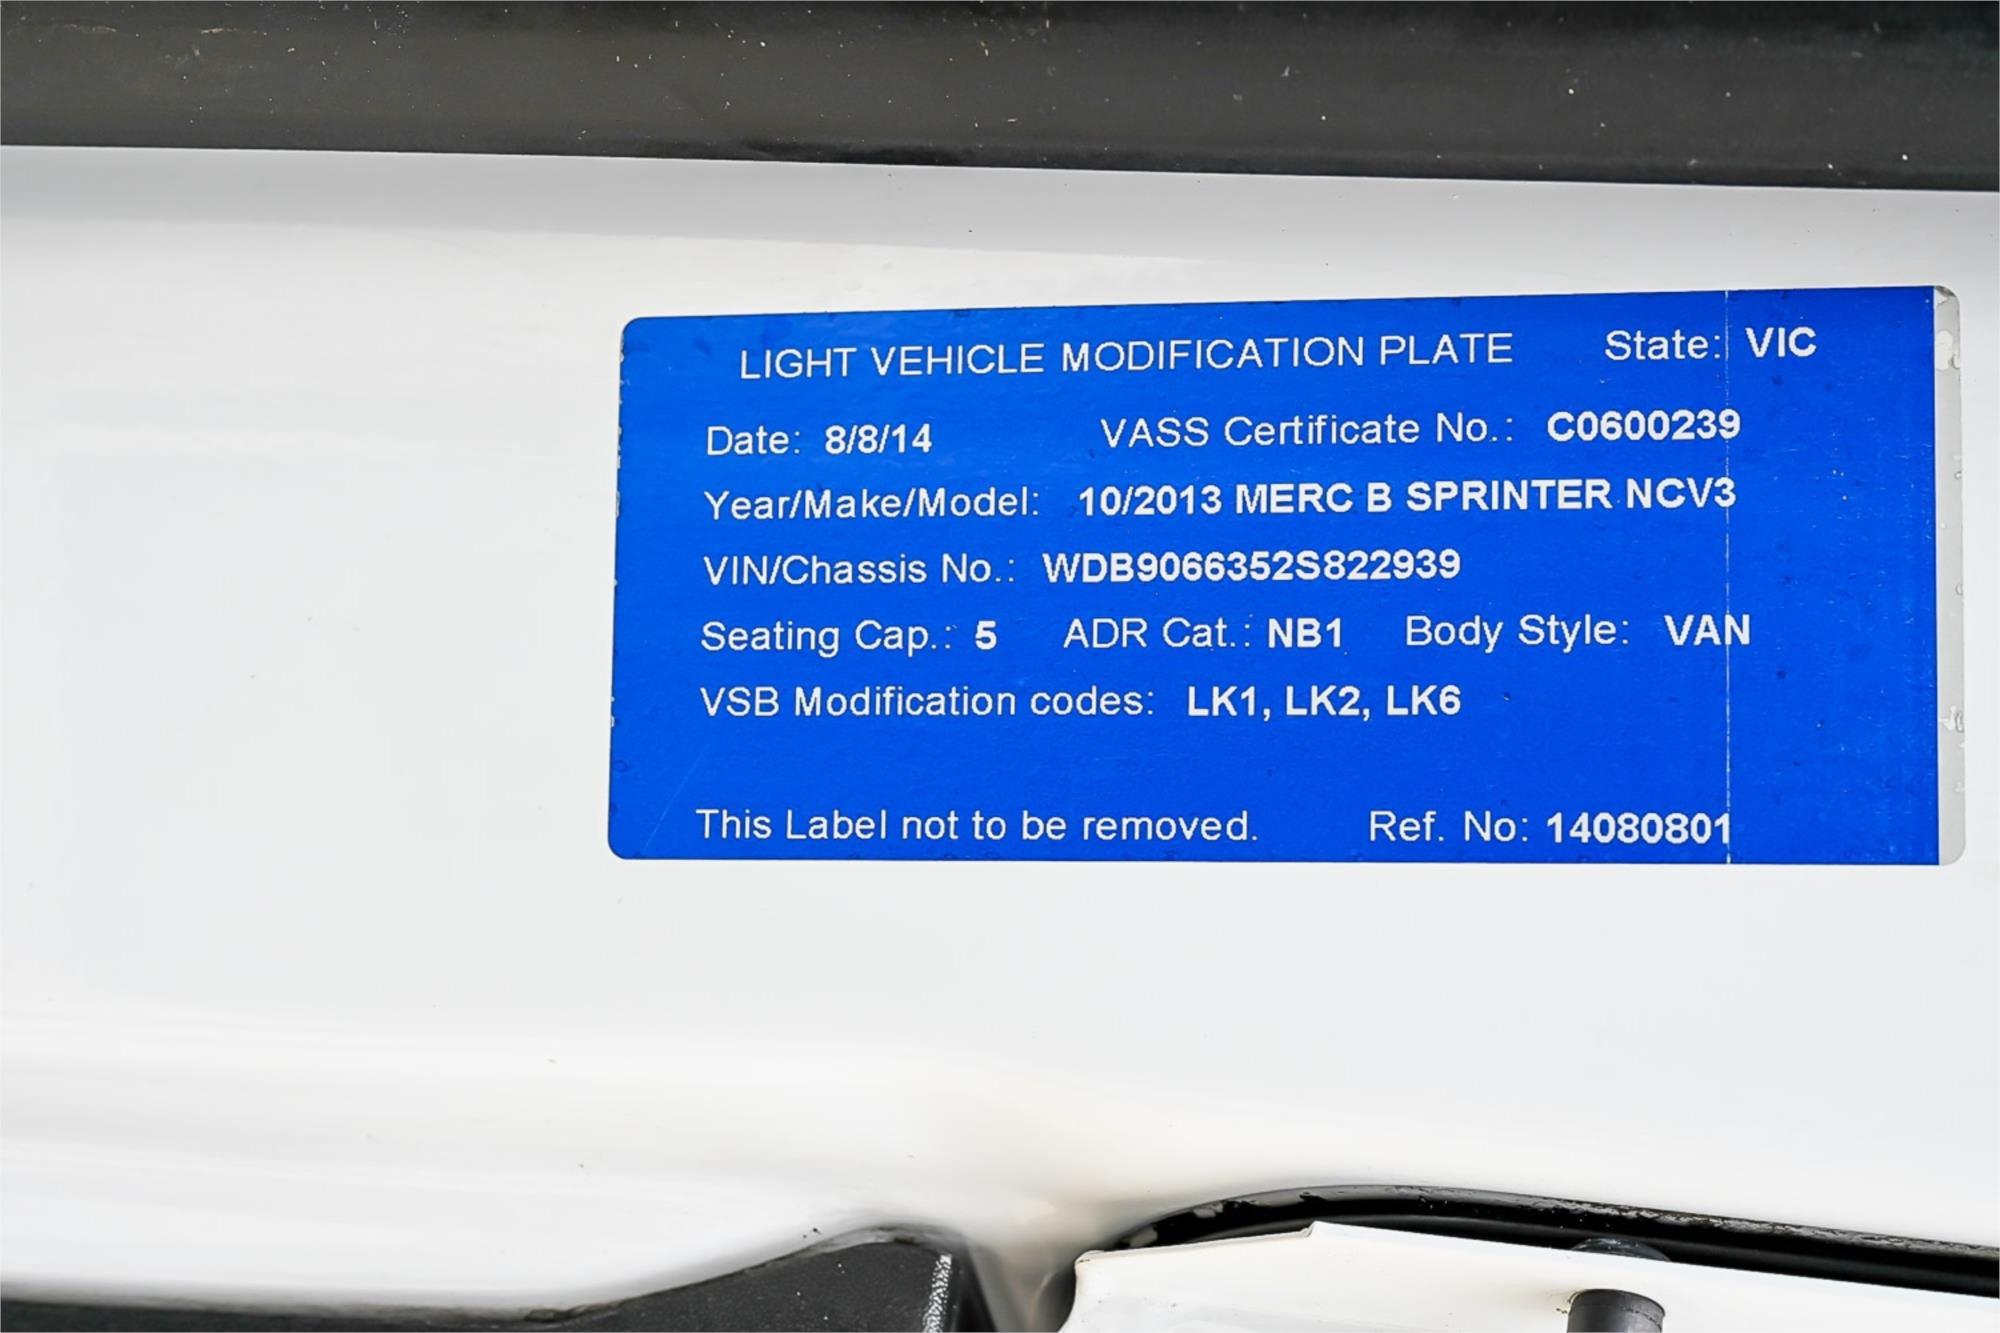 LIGHT VEHICLE MODIFICATION PLATE State: VIC
Date: 8/8/14 VASS Certificate No.: C0600239
Year/Make/Model: 10/2013 MERC B SPRINTER NCV3
VIN/Chassis No.: WDB9066352S822939
Seating Cap.: 5 ADR Cat.: NB1 Body Style: VAN
VSB Modification codes: LK1, LK2, LK6
This Label not to be removed. Ref. No: 14080801